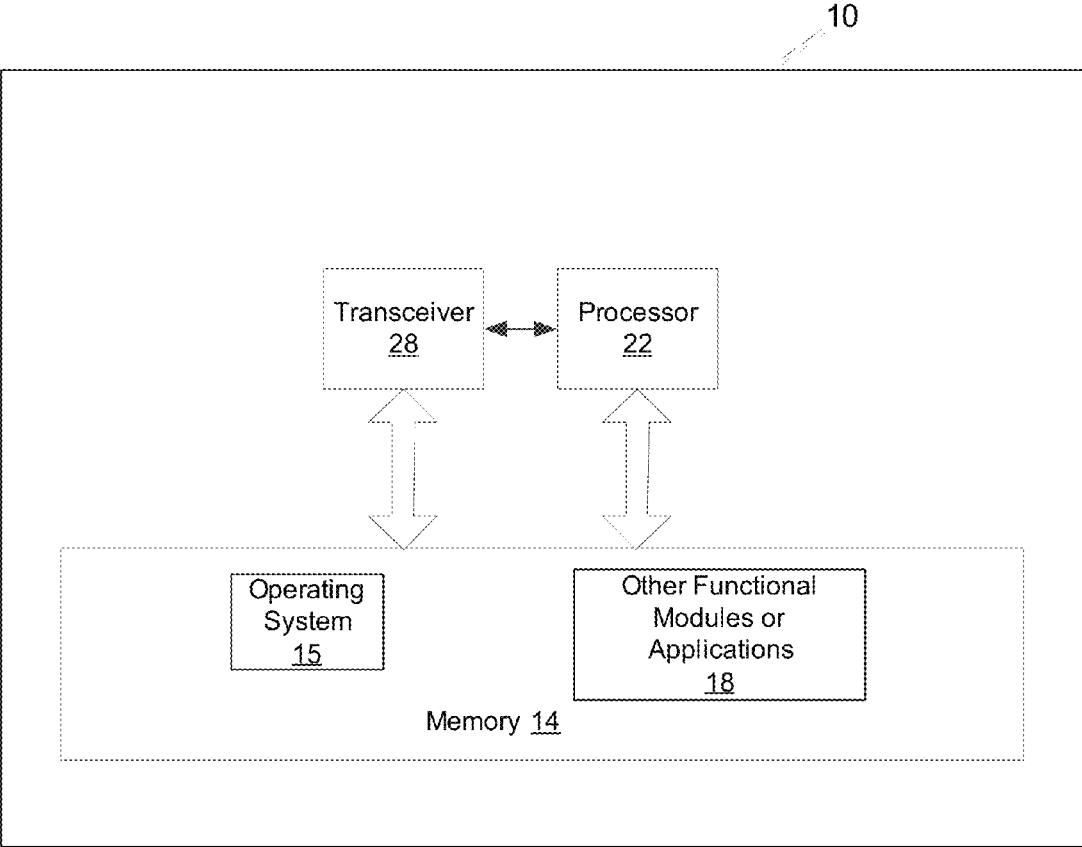 10
Transceiver
28
Processor
22
Operating
System
15
Other Functional
Modules or
Applications
18
Memory 14